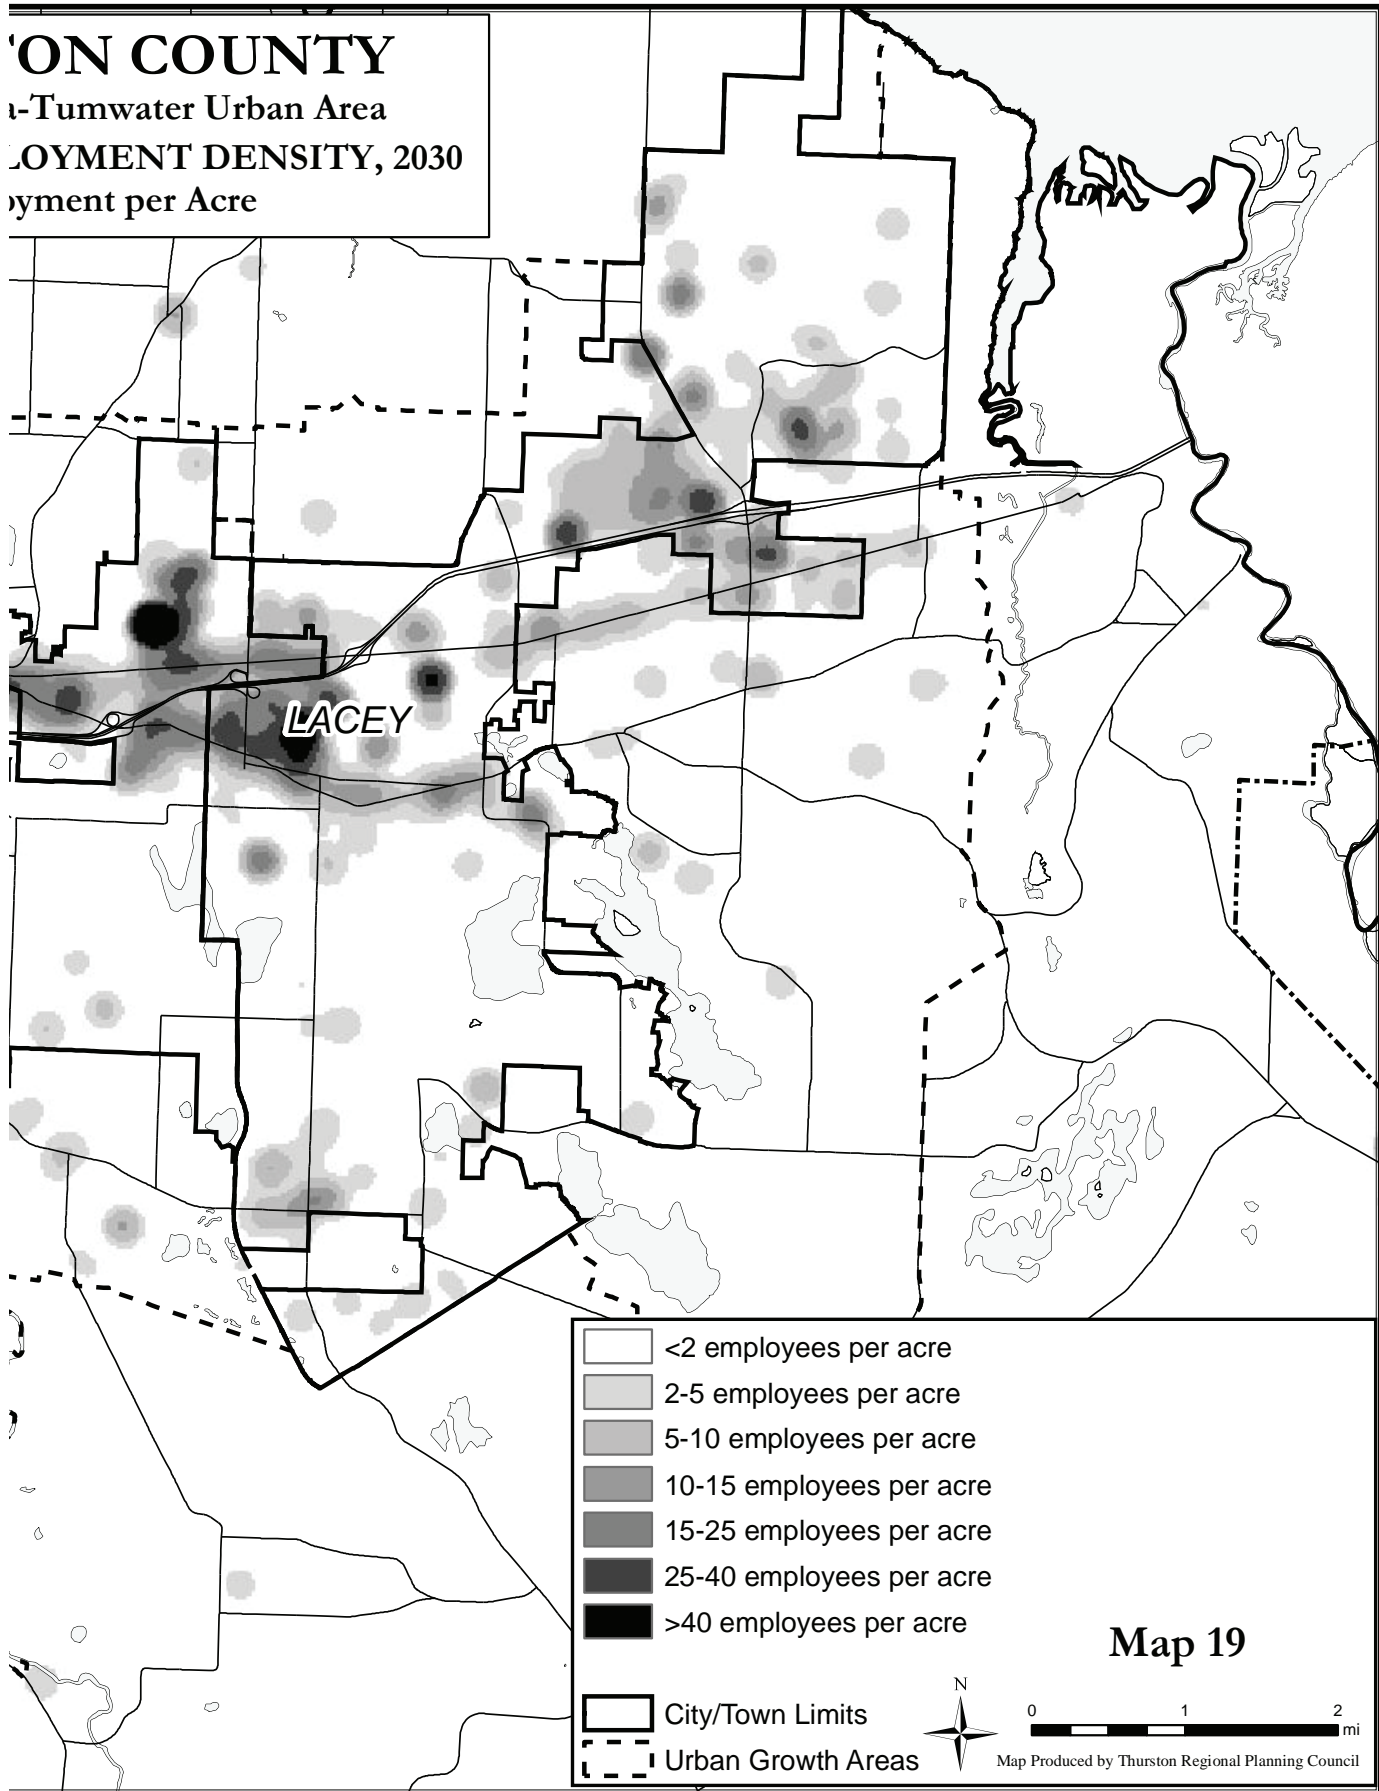 TON COUNTY
a-Tumwater Urban Area
LOYMENT DENSITY, 2030
oyment per Acre
LACEY
<2 employees per acre
2-5 employees per acre
5-10 employees per acre
10-15 employees per acre
15-25 employees per acre
25-40 employees per acre
>40 employees per acre
Map 19
N
City/Town Limits
0 1 2
mi
Urban Growth Areas
Map Produced by Thurston Regional Planning Council